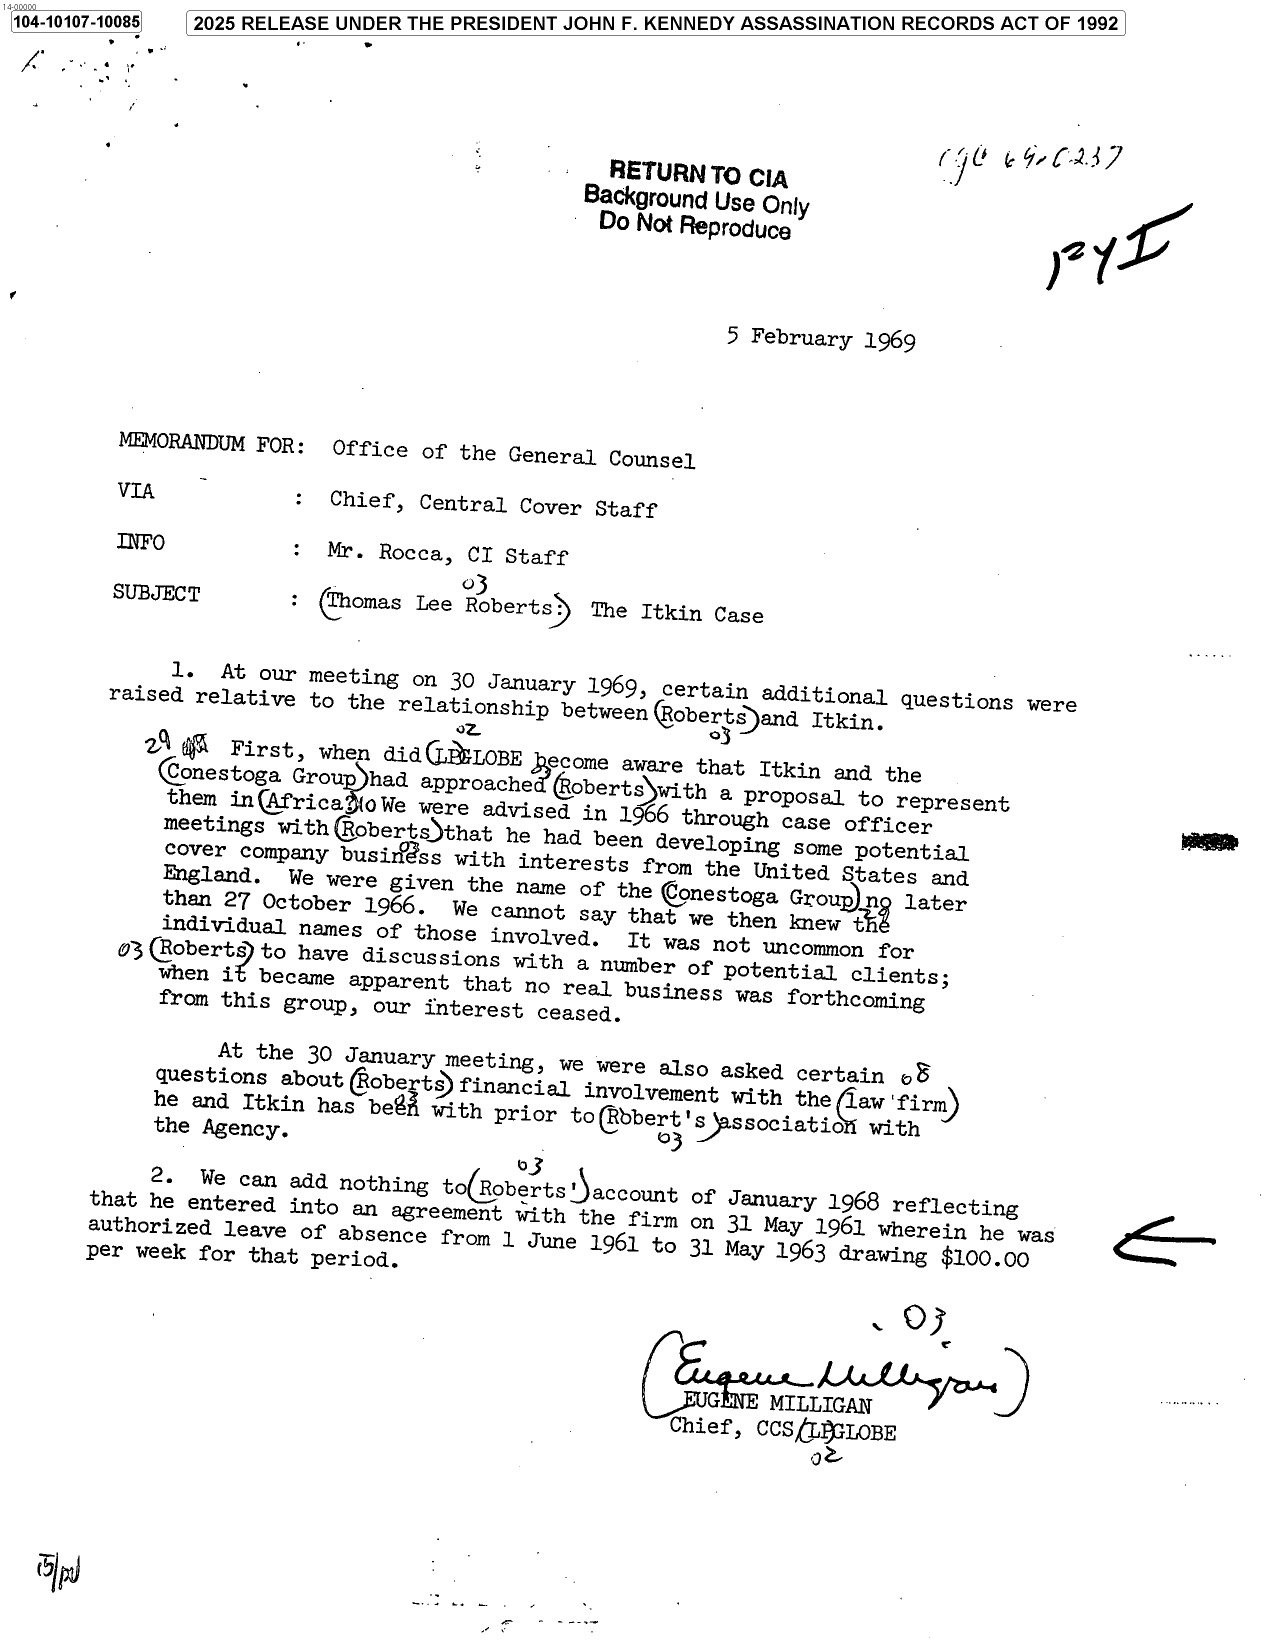 14-00000
104-10107-10085
2025 RELEASE UNDER THE PRESIDENT JOHN F. KENNEDY ASSASSINATION RECORDS ACT OF 1992
RETURN TO CIA
Background Use Only
Do Not Reproduce
5 February 1969
MEMORANDUM FOR: Office of the General Counsel
VIA : Chief, Central Cover Staff
INFO : Mr. Rocca, CI Staff
03
SUBJECT : (Thomas Lee Roberts:) The Itkin Case
1. At our meeting on 30 January 1969, certain additional questions were
raised relative to the relationship between (Roberts) and Itkin.
02 03
29 First, when did (LP)GLOBE become aware that Itkin and the
(Conestoga Group) had approached (Roberts) with a proposal to represent
03
them in (Africa?) 10 We were advised in 1966 through case officer
meetings with (Roberts) that he had been developing some potential
03
cover company business with interests from the United States and
England. We were given the name of the (Conestoga Group) no later
29
than 27 October 1966. We cannot say that we then knew the
individual names of those involved. It was not uncommon for
03 (Roberts) to have discussions with a number of potential clients;
when it became apparent that no real business was forthcoming
from this group, our interest ceased.
At the 30 January meeting, we were also asked certain 08
questions about (Roberts) financial involvement with the (law firm)
03
he and Itkin has been with prior to (Robert's) association with
03
the Agency.
03
2. We can add nothing to (Roberts') account of January 1968 reflecting
that he entered into an agreement with the firm on 31 May 1961 wherein he was
authorized leave of absence from 1 June 1961 to 31 May 1963 drawing $100.00
per week for that period.
03
(Eugene Milligan)
EUGENE MILLIGAN
Chief, CCS/(LP)GLOBE
02